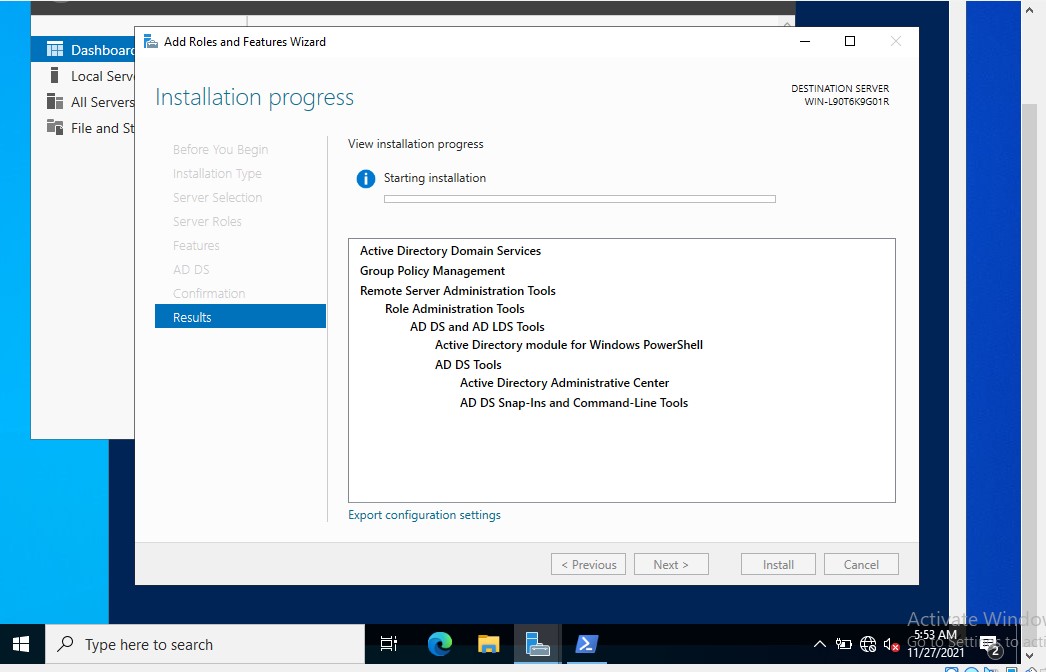 Dashboard
Local Serv
All Servers
File and St
Add Roles and Features Wizard
Installation progress
DESTINATION SERVER
WIN-L90T6K9G01R
Before You Begin
Installation Type
Server Selection
Server Roles
Features
AD DS
Confirmation
Results
View installation progress
Starting installation
Active Directory Domain Services
Group Policy Management
Remote Server Administration Tools
Role Administration Tools
AD DS and AD LDS Tools
Active Directory module for Windows PowerShell
AD DS Tools
Active Directory Administrative Center
AD DS Snap-Ins and Command-Line Tools
Export configuration settings
< Previous
Next >
Install
Cancel
Activate Windo
Go to Settings to acti
Type here to search
5:53 AM
11/27/2021
2